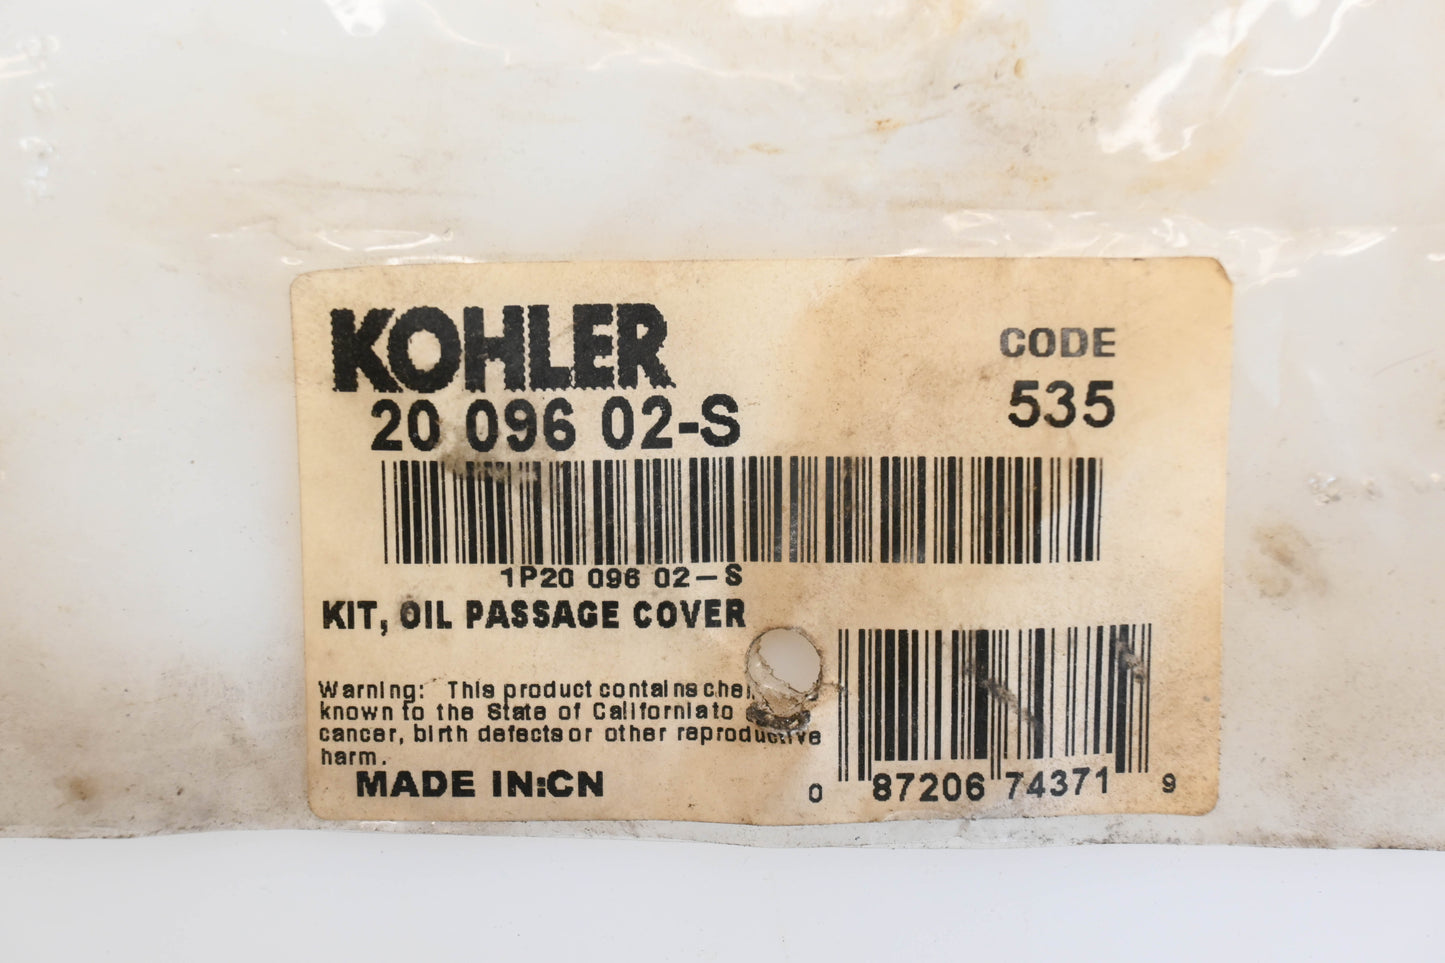 KOHLER
CODE
20 096 02-S
535
1P20 096 02-S
KIT, OIL PASSAGE COVER
Warning: This product contains
known to the State of California to
cancer, birth defects or other reproductive
harm.
MADE IN:CN
0 87206 74371 9